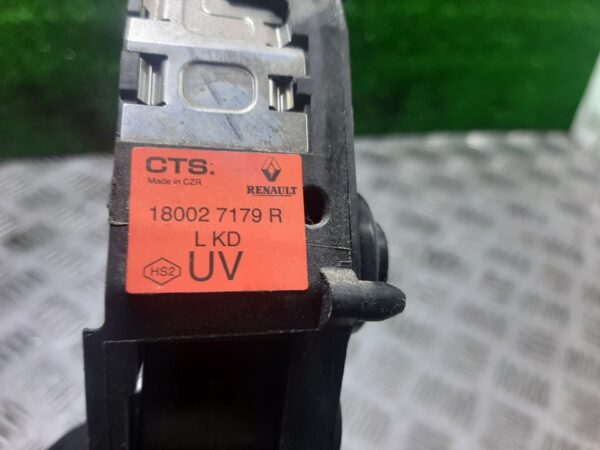 CTS.
Made in CZR
RENAULT
18002 7179 R
L KD
HS2
UV